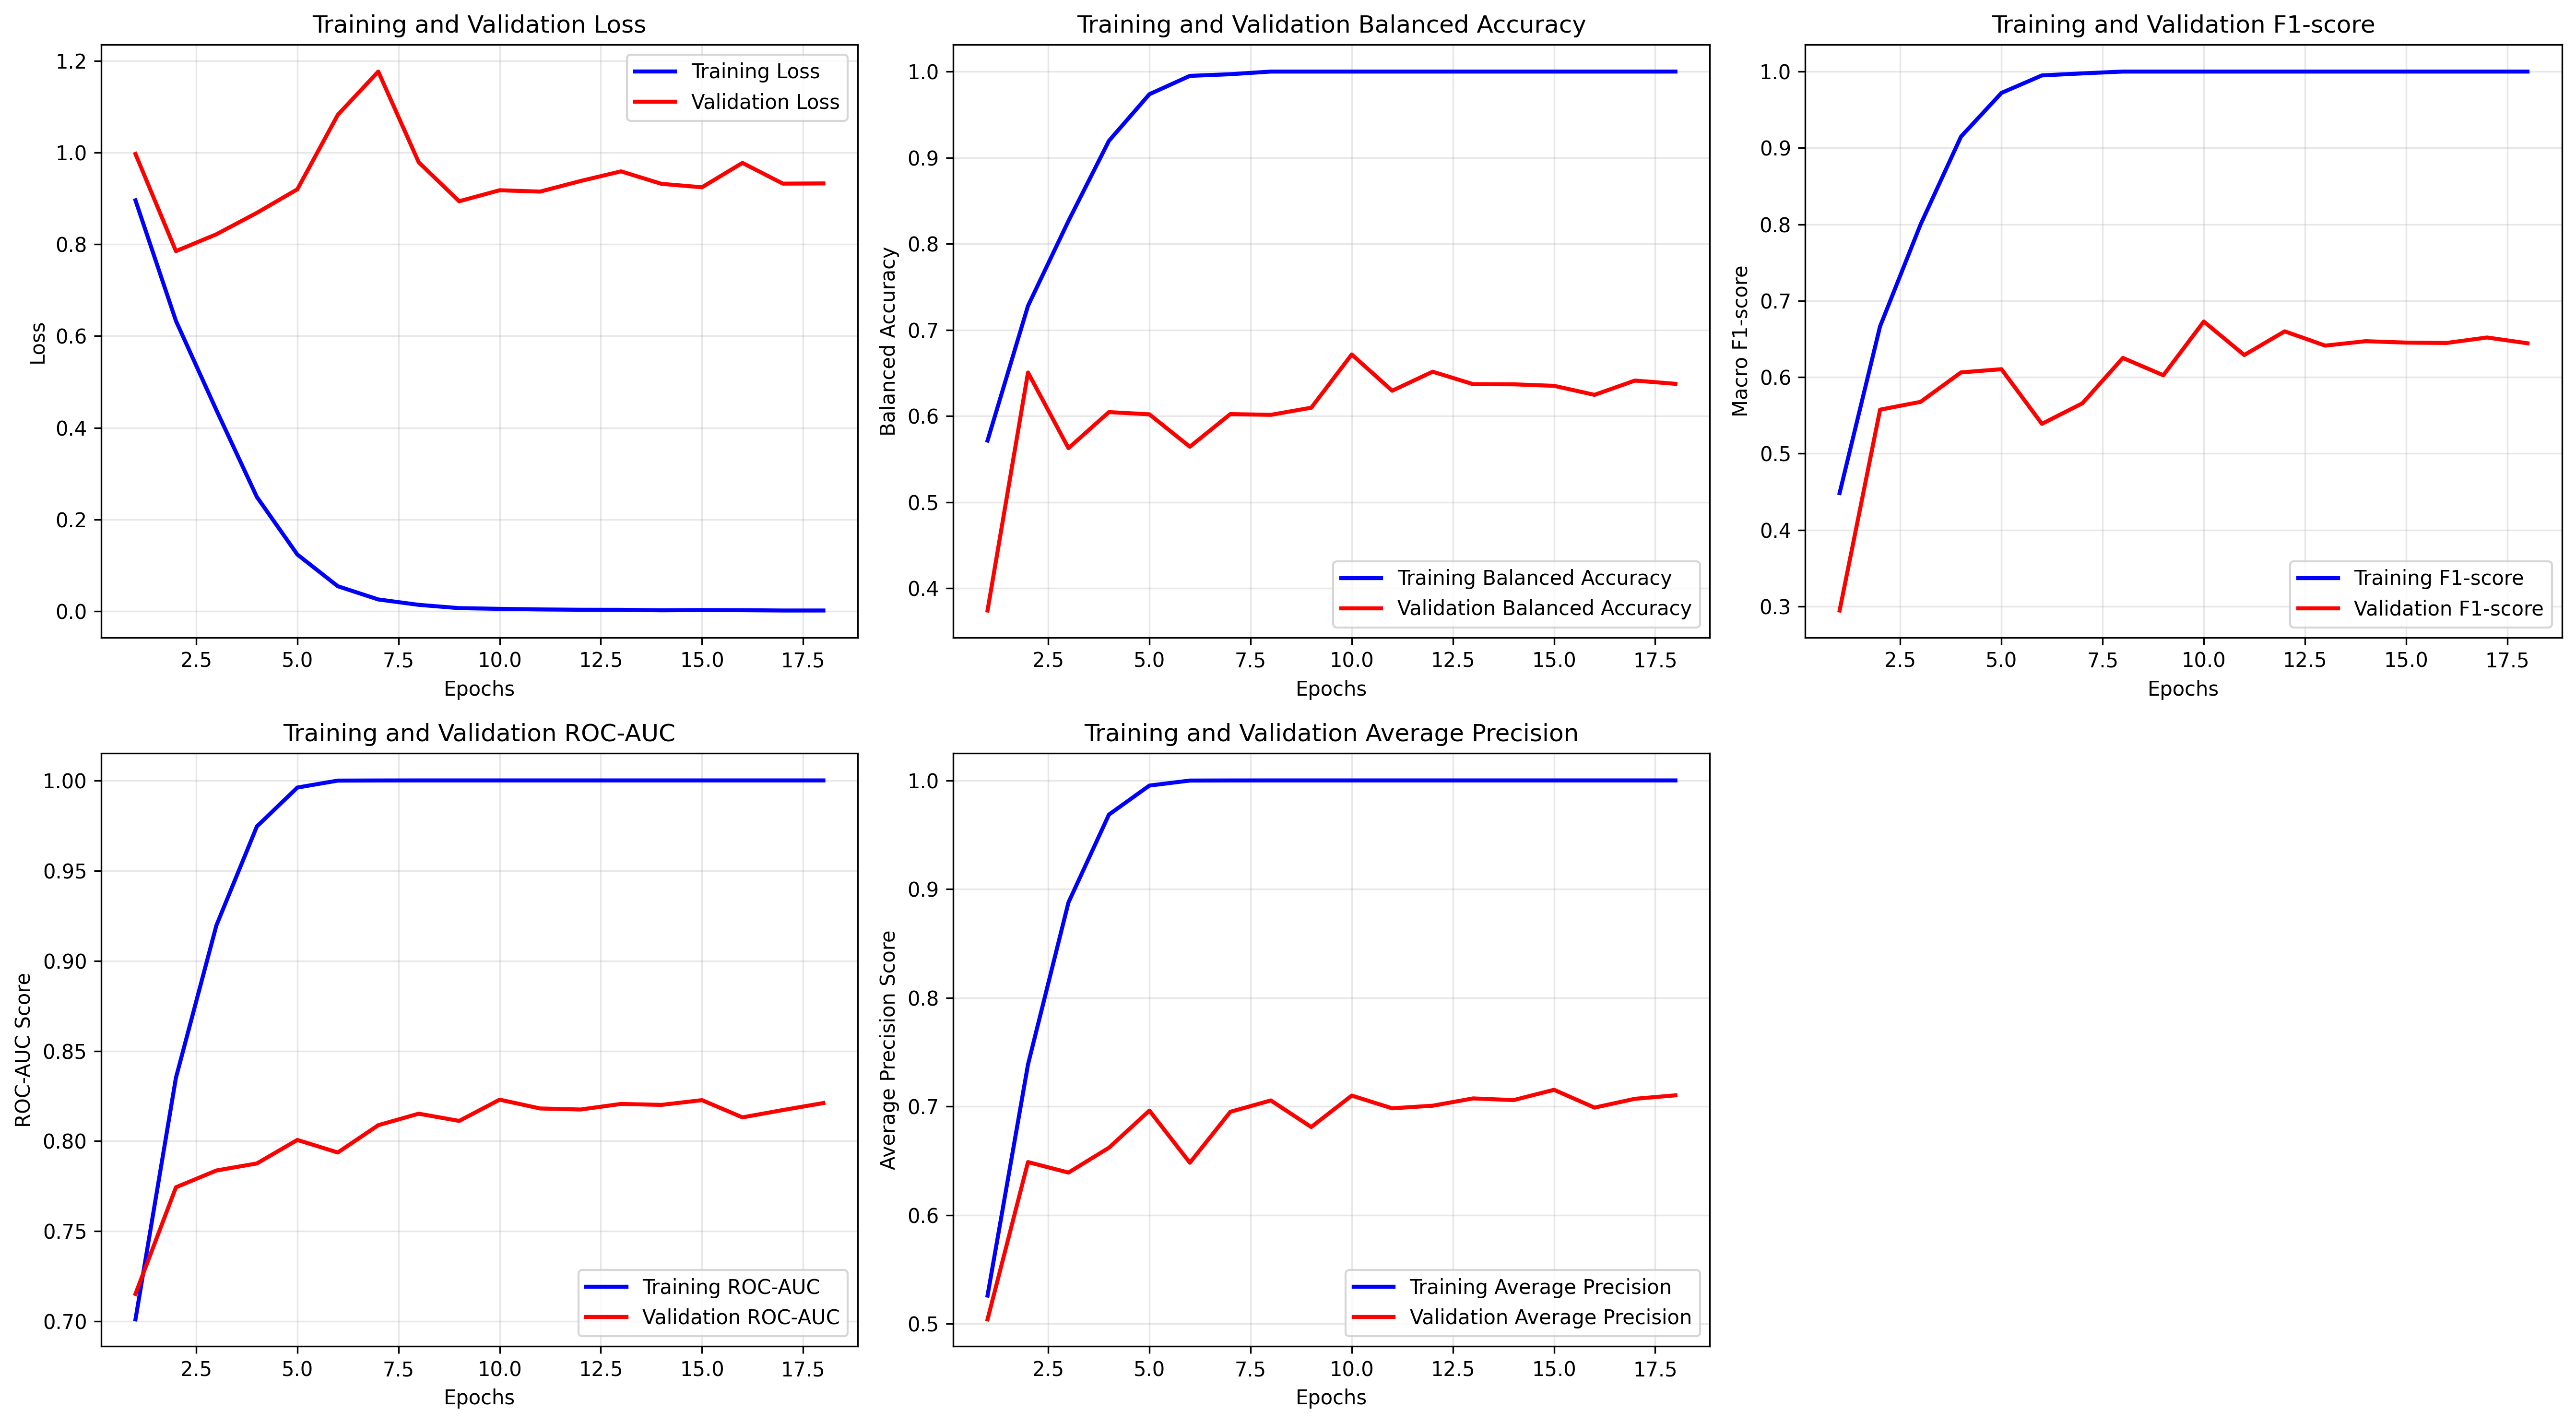 Training and Validation Loss
1.2
1.0
0.8
0.6
0.4
0.2
0.0
Loss
Training Loss
Validation Loss
2.5 5.0 7.5 10.0 12.5 15.0 17.5
Epochs
Training and Validation Balanced Accuracy
1.0
0.9
0.8
0.7
0.6
0.5
0.4
Balanced Accuracy
Training Balanced Accuracy
Validation Balanced Accuracy
2.5 5.0 7.5 10.0 12.5 15.0 17.5
Epochs
Training and Validation F1-score
1.0
0.9
0.8
0.7
0.6
0.5
0.4
0.3
Macro F1-score
Training F1-score
Validation F1-score
2.5 5.0 7.5 10.0 12.5 15.0 17.5
Epochs
Training and Validation ROC-AUC
1.00
0.95
0.90
0.85
0.80
0.75
0.70
ROC-AUC Score
Training ROC-AUC
Validation ROC-AUC
2.5 5.0 7.5 10.0 12.5 15.0 17.5
Epochs
Training and Validation Average Precision
1.0
0.9
0.8
0.7
0.6
0.5
Average Precision Score
Training Average Precision
Validation Average Precision
2.5 5.0 7.5 10.0 12.5 15.0 17.5
Epochs